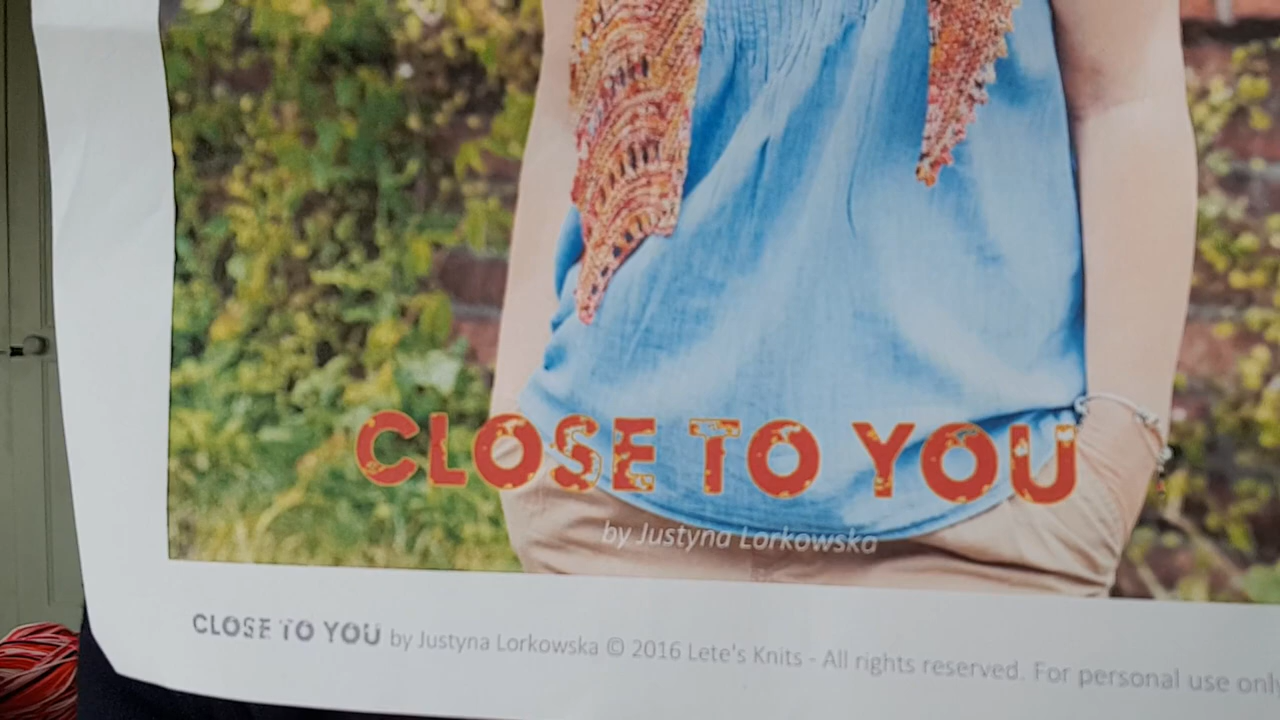 CLOSE TO YOU
by Justyna Lorkowska
CLOSE TO YOU by Justyna Lorkowska © 2016 Lete's Knits - All rights reserved. For personal use only